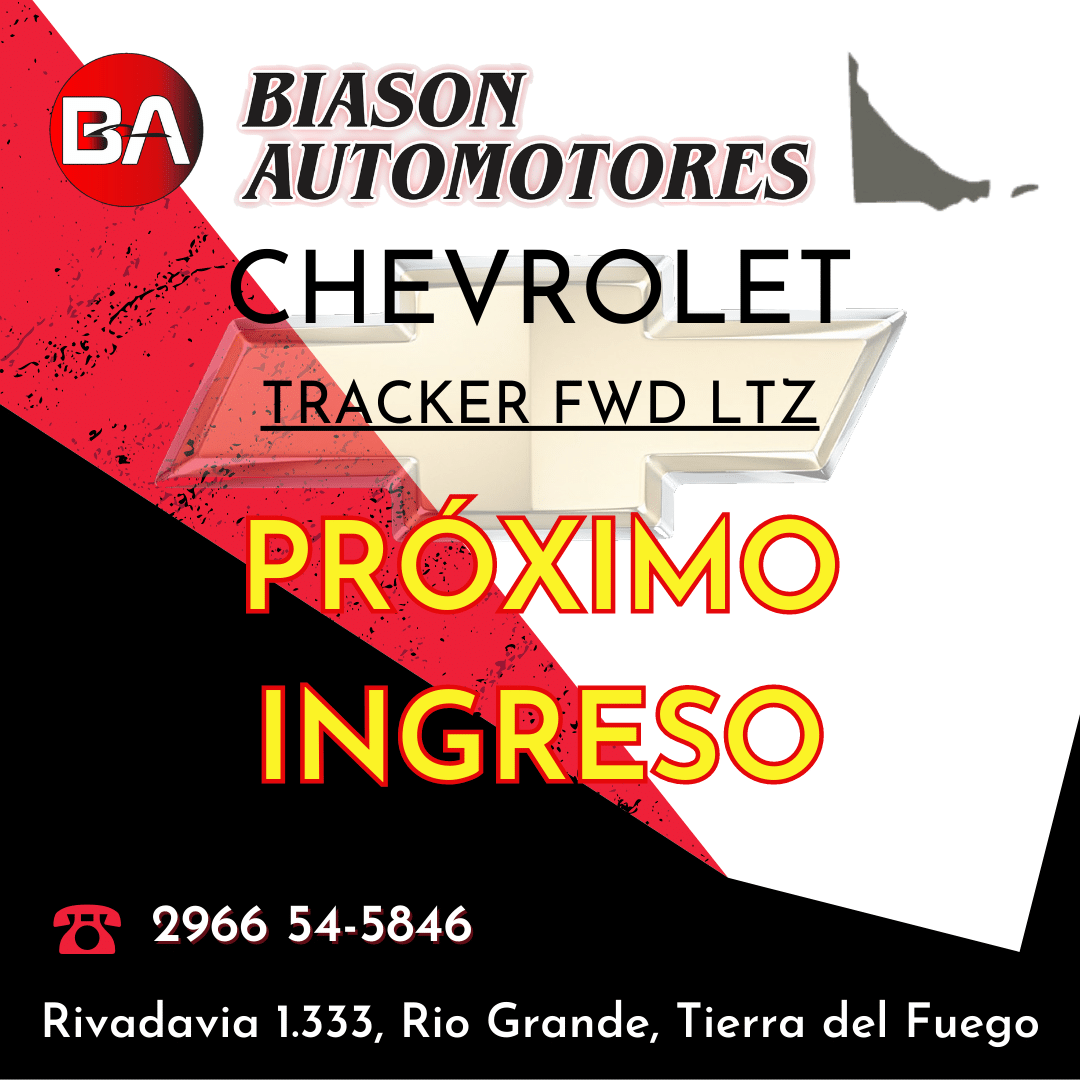 BA
BIASON
AUTOMOTORES
CHEVROLET
TRACKER FWD LTZ
PRÓXIMO
INGRESO
2966 54-5846
Rivadavia 1.333, Rio Grande, Tierra del Fuego